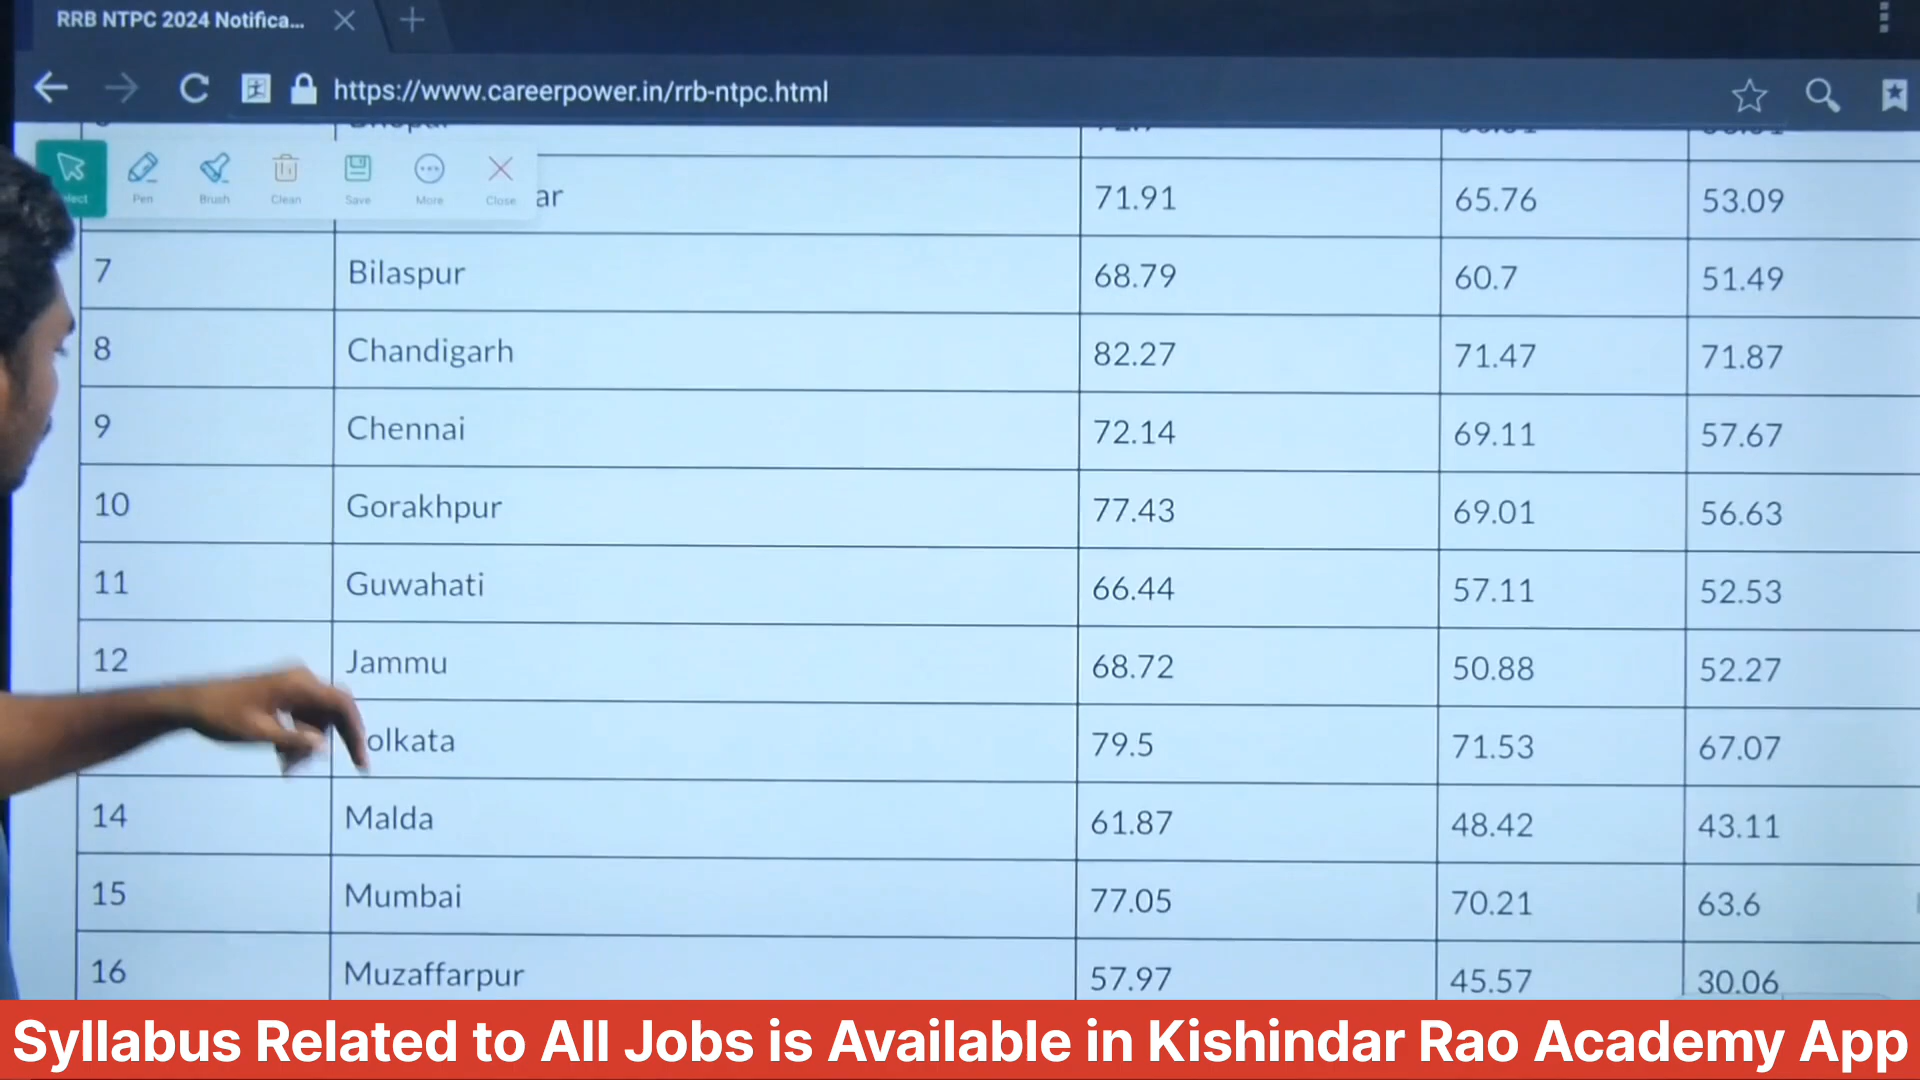 RRB NTPC 2024 Notifica...
https://www.careerpower.in/rrb-ntpc.html
Pen Brush Clean Save More Close
ar 71.91 65.76 53.09
7 Bilaspur 68.79 60.7 51.49
8 Chandigarh 82.27 71.47 71.87
9 Chennai 72.14 69.11 57.67
10 Gorakhpur 77.43 69.01 56.63
11 Guwahati 66.44 57.11 52.53
12 Jammu 68.72 50.88 52.27
olkata 79.5 71.53 67.07
14 Malda 61.87 48.42 43.11
15 Mumbai 77.05 70.21 63.6
16 Muzaffarpur 57.97 45.57 30.06
Syllabus Related to All Jobs is Available in Kishindar Rao Academy App